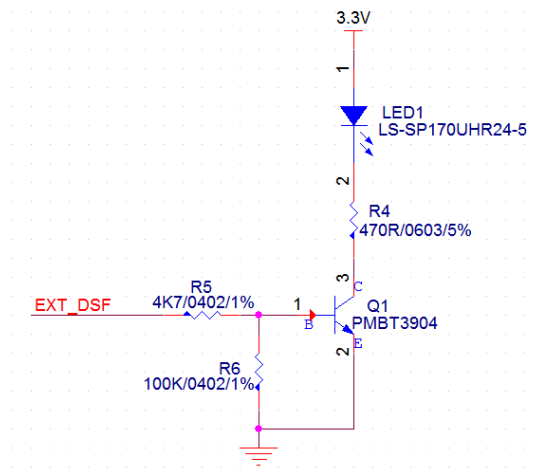 3.3V
1
LED1
LS-SP170UHR24-5
2
R4
470R/0603/5%
3
C
R5
4K7/0402/1%
EXT_DSF
1
B
Q1
PMBT3904
E
2
R6
100K/0402/1%